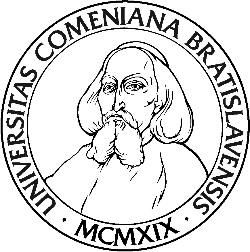 UNIVERSITAS COMENIANA BRATISLAVENSIS
· MCMXIX ·